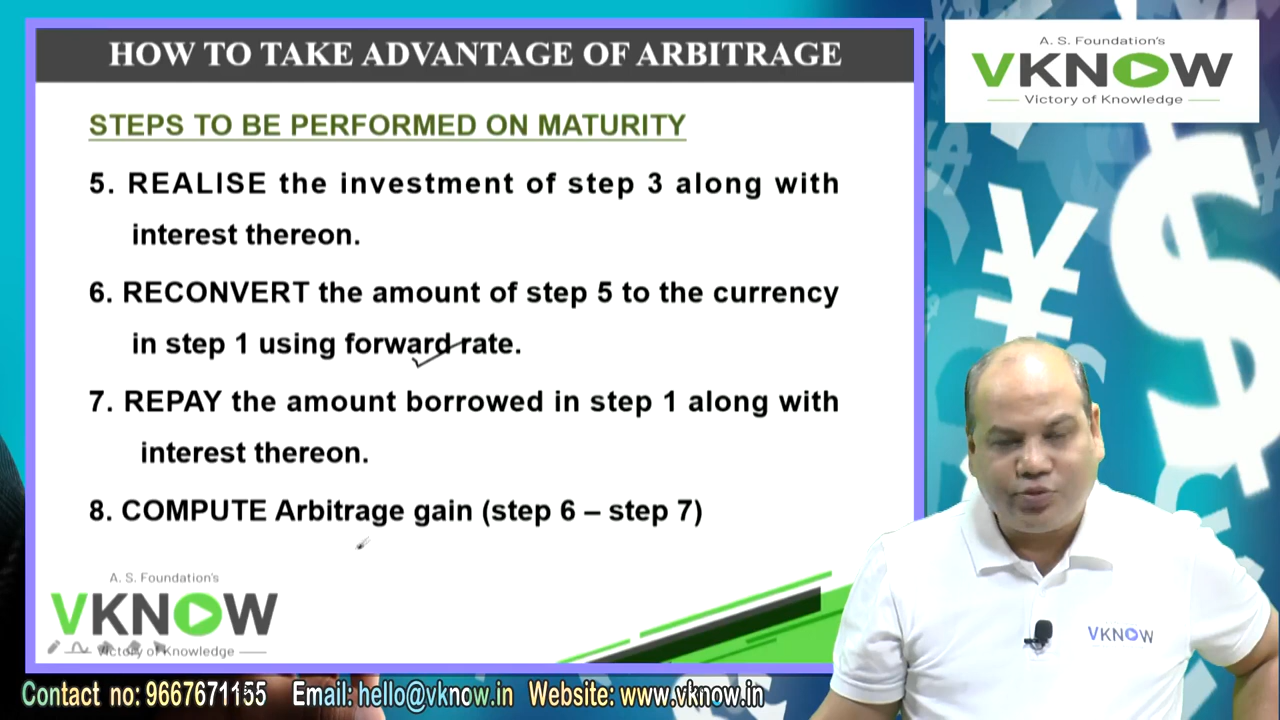 HOW TO TAKE ADVANTAGE OF ARBITRAGE
STEPS TO BE PERFORMED ON MATURITY
5. REALISE the investment of step 3 along with
interest thereon.
6. RECONVERT the amount of step 5 to the currency
in step 1 using forward rate.
7. REPAY the amount borrowed in step 1 along with
interest thereon.
8. COMPUTE Arbitrage gain (step 6 – step 7)
A. S. Foundation's
VKNOW
Victory of Knowledge
A. S. Foundation's
VKNOW
Victory of Knowledge
VKNOW
Contact no: 9667671155 Email: hello@vknow.in Website: www.vknow.in